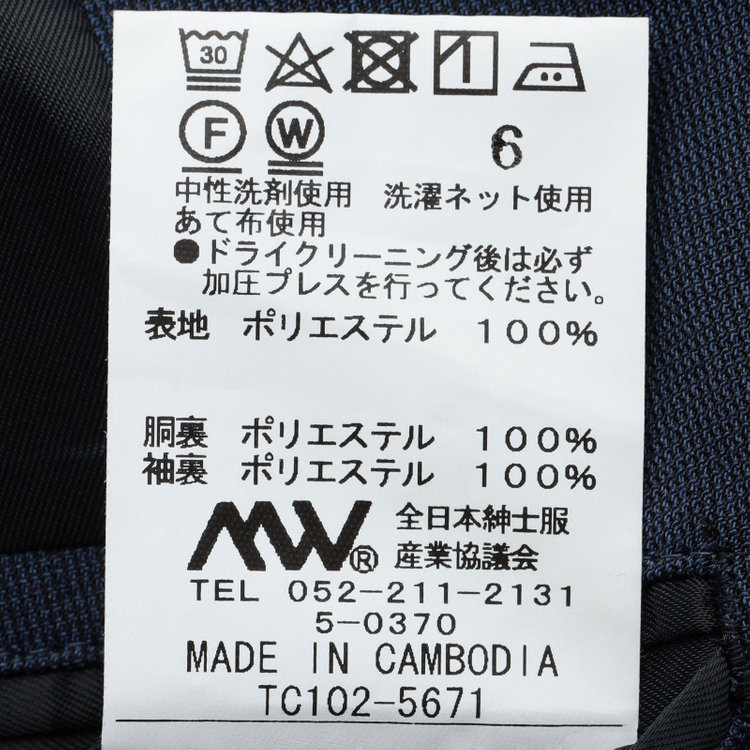 30
F W 6
中性洗剤使用 洗濯ネット使用
あて布使用
●ドライクリーニング後は必ず
加圧プレスを行ってください。
表地 ポリエステル 100%
胴裏 ポリエステル 100%
袖裏 ポリエステル 100%
MW® 全日本紳士服
産業協議会
TEL 052-211-2131
5-0370
MADE IN CAMBODIA
TC102-5671